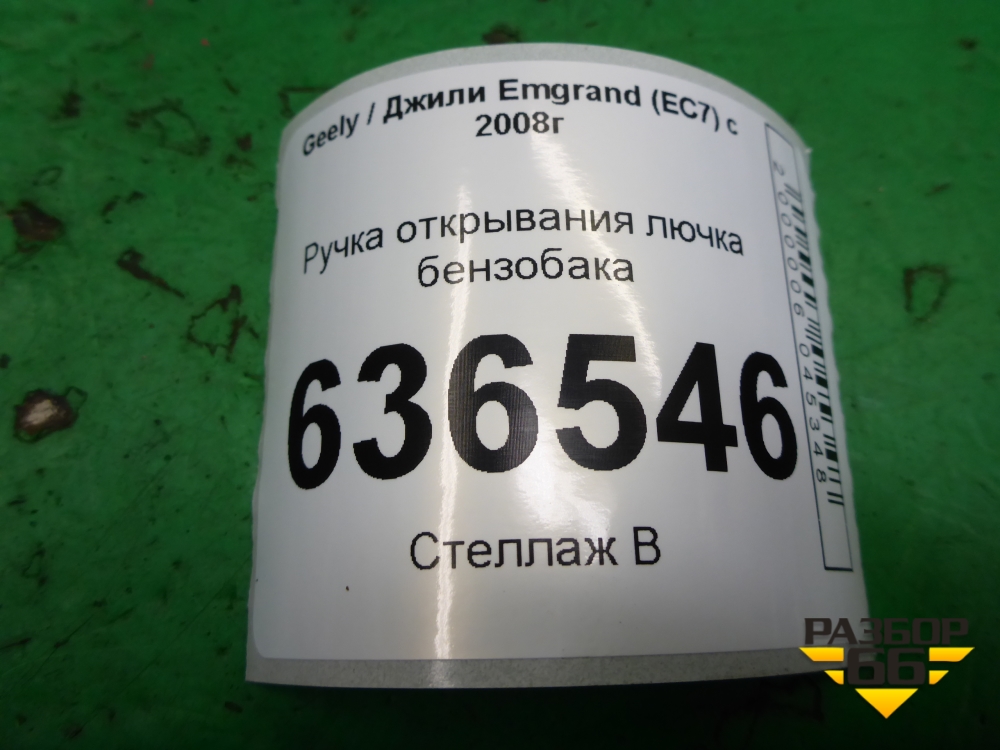 Geely / Джили Emgrand (EC7) с
2008г
Ручка открывания лючка
бензобака
636546
Стеллаж В
2000006045348
РАЗБОР
66